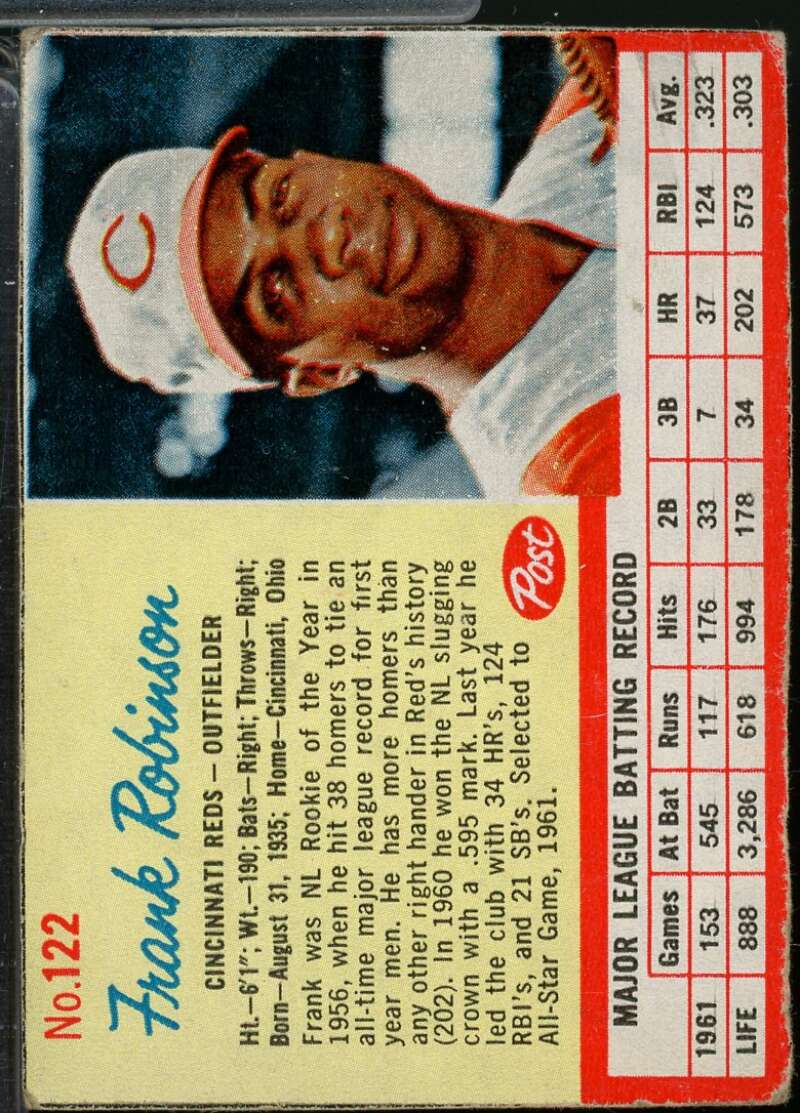 No.122
Frank Robinson
CINCINNATI REDS – OUTFIELDER
Ht.—6'1"; Wt.—190; Bats—Right; Throws—Right;
Born—August 31, 1935; Home—Cincinnati, Ohio
Frank was NL Rookie of the Year in
1956, when he hit 38 homers to tie an
all-time major league record for first
year men. He has more homers than
any other right hander in Red's history
(202). In 1960 he won the NL slugging
crown with a .595 mark. Last year he
led the club with 34 HR's, 124
RBI's, and 21 SB's. Selected to
All-Star Game, 1961.
Post
C
MAJOR LEAGUE BATTING RECORD
Games At Bat Runs Hits 2B 3B HR RBI Avg.
1961 153 545 117 176 33 7 37 124 .323
LIFE 888 3,286 618 994 178 34 202 573 .303